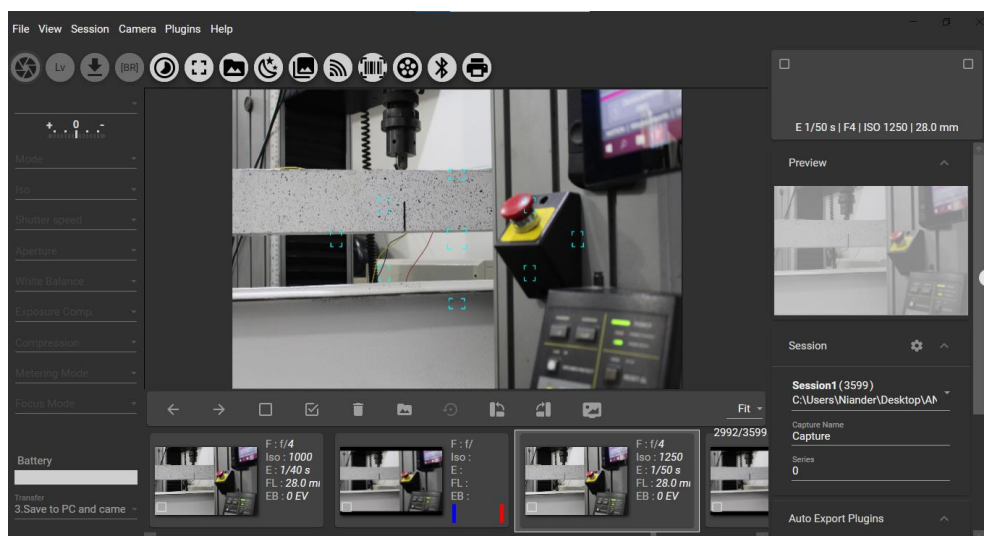 File View Session Camera Plugins Help
Lv
[BR]
E 1/50 s | F4 | ISO 1250 | 28.0 mm
+ . . 0 . . -
Preview
Mode
Iso
Shutter speed
Aperture
White Balance
Exposure Comp.
Compression
Metering Mode
Focus Mode
Session
Session1 (3599)
C:\Users\Niander\Desktop\AN
Capture Name
Capture
Series
0
Fit
2992/3599
F : f/4
Iso : 1000
E : 1/40 s
FL : 28.0 m
EB : 0 EV
F : f/
Iso :
E :
FL :
EB :
F : f/4
Iso : 1250
E : 1/50 s
FL : 28.0 m
EB : 0 EV
Battery
Transfer
3.Save to PC and came
Auto Export Plugins